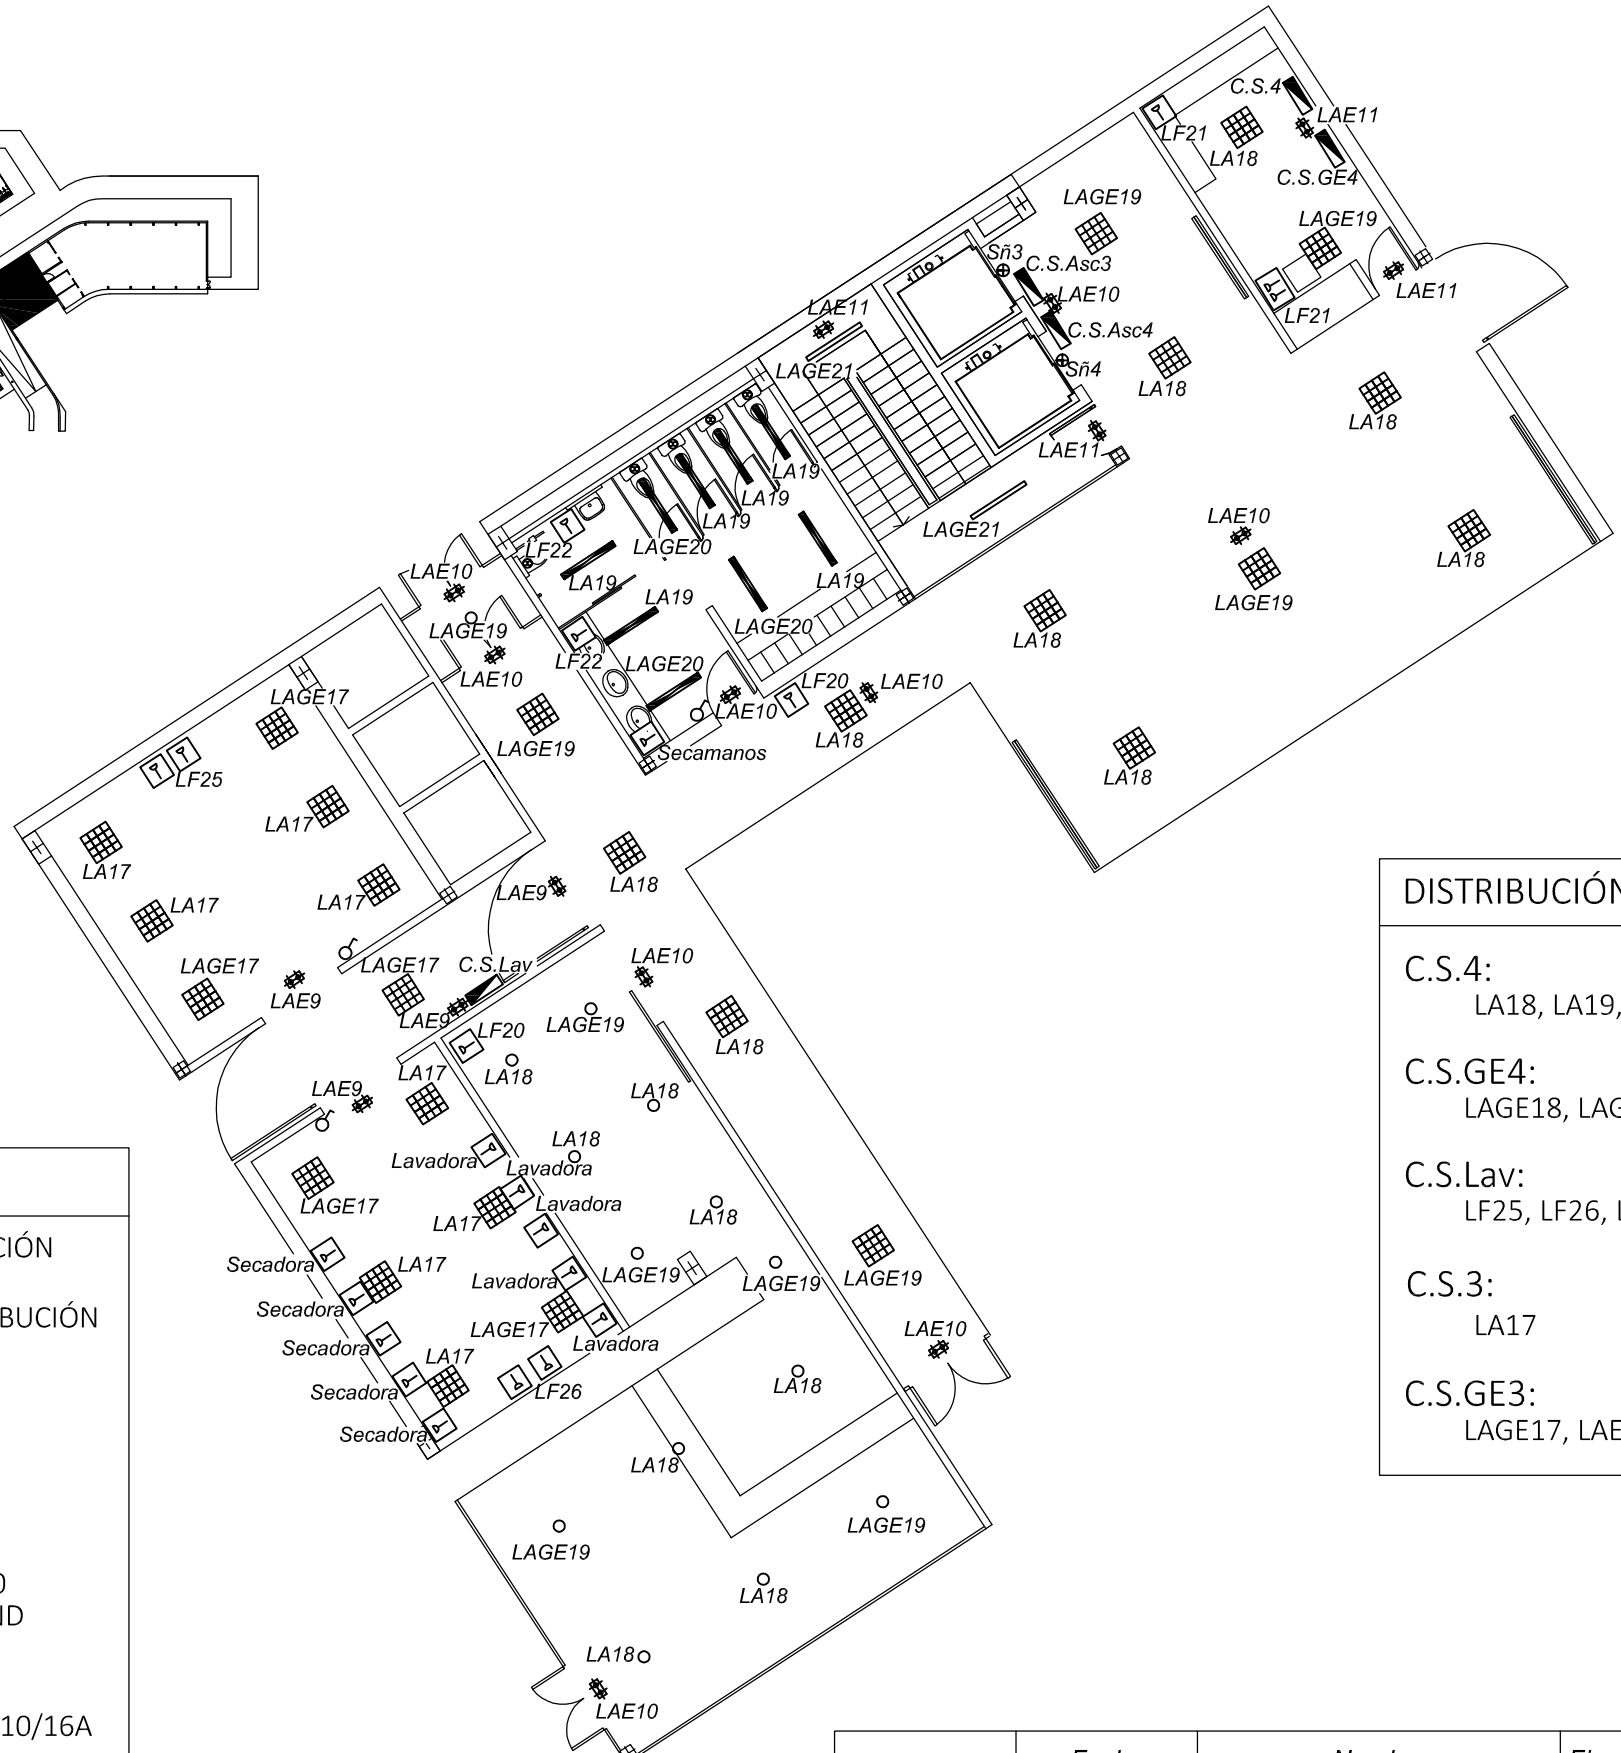 C.S.4
LAE11
LF21
LA18
C.S.GE4
LAGE19
LAGE19
Sñ3
C.S.Asc3
LAE11
LF21
LAE10
LAE11
C.S.Asc4
LAGE21
Sñ4
LA18
LA18
LAE11
LA19
LA19
LA19
LAGE21
LAE10
LAGE20
LF22
LA18
LAE10
LA19
LA19
LA19
LAGE19
LAGE20
LAGE19
LA18
LF22
LAGE20
LAE10
LF20
LAE10
LAGE17
LAE10
LA18
LAGE19
Secamanos
LF25
LA18
LA17
LA17
LA18
LAE9
LA17
LA17
LAGE17
LAGE17
C.S.Lav
LAE10
LAE9
LAE9
LAGE19
LF20
LA18
LA17
LA18
LAE9
LA18
LA18
Lavadora
Lavadora
LAGE17
Lavadora
LA17
LA18
Secadora
LA17
Lavadora
LAGE19
LAGE19
LAGE19
Secadora
LAGE17
Lavadora
LAE10
Secadora
LA17
LA18
Secadora
LF26
Secadora
LA18
LAGE19
LAGE19
LA18
LA18
LAE10
DISTRIBUCIÓN
C.S.4:
LA18, LA19,
C.S.GE4:
LAGE18, LAG
C.S.Lav:
LF25, LF26, L
C.S.3:
LA17
C.S.GE3:
LAGE17, LAE
CIÓN
BUCIÓN
ND
10/16A